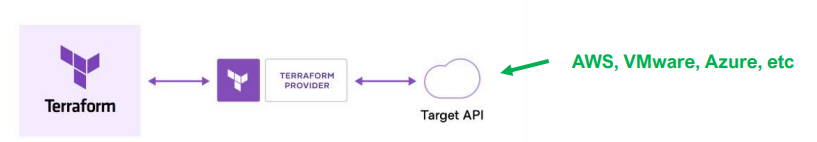 Terraform
TERRAFORM
PROVIDER
Target API
AWS, VMware, Azure, etc